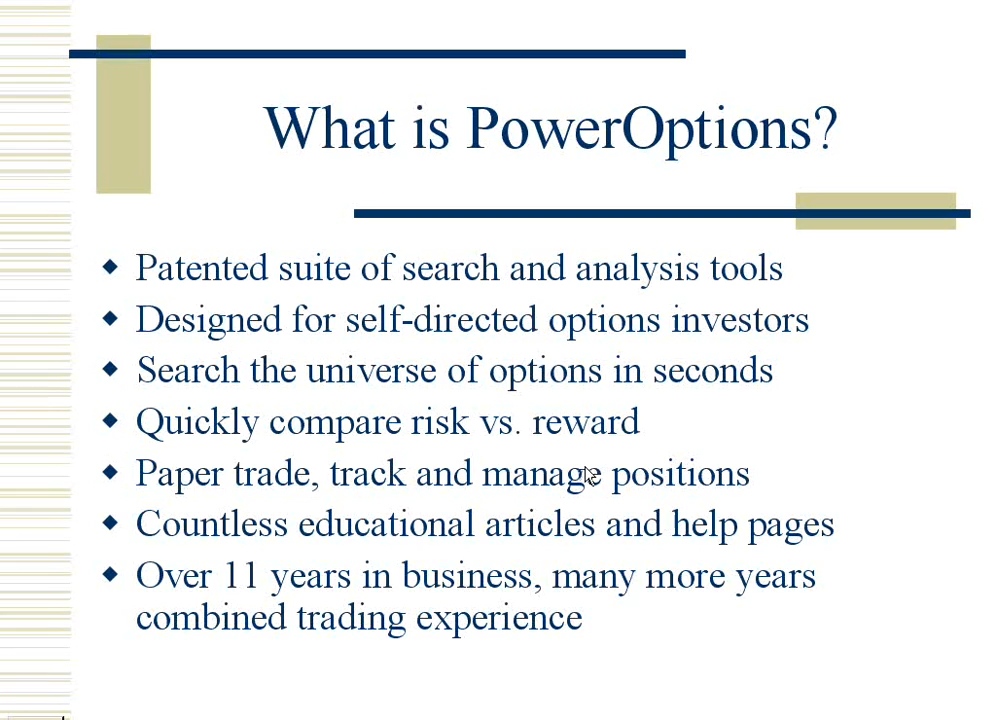 What is PowerOptions?
Patented suite of search and analysis tools
Designed for self-directed options investors
Search the universe of options in seconds
Quickly compare risk vs. reward
Paper trade, track and manage positions
Countless educational articles and help pages
Over 11 years in business, many more years
combined trading experience